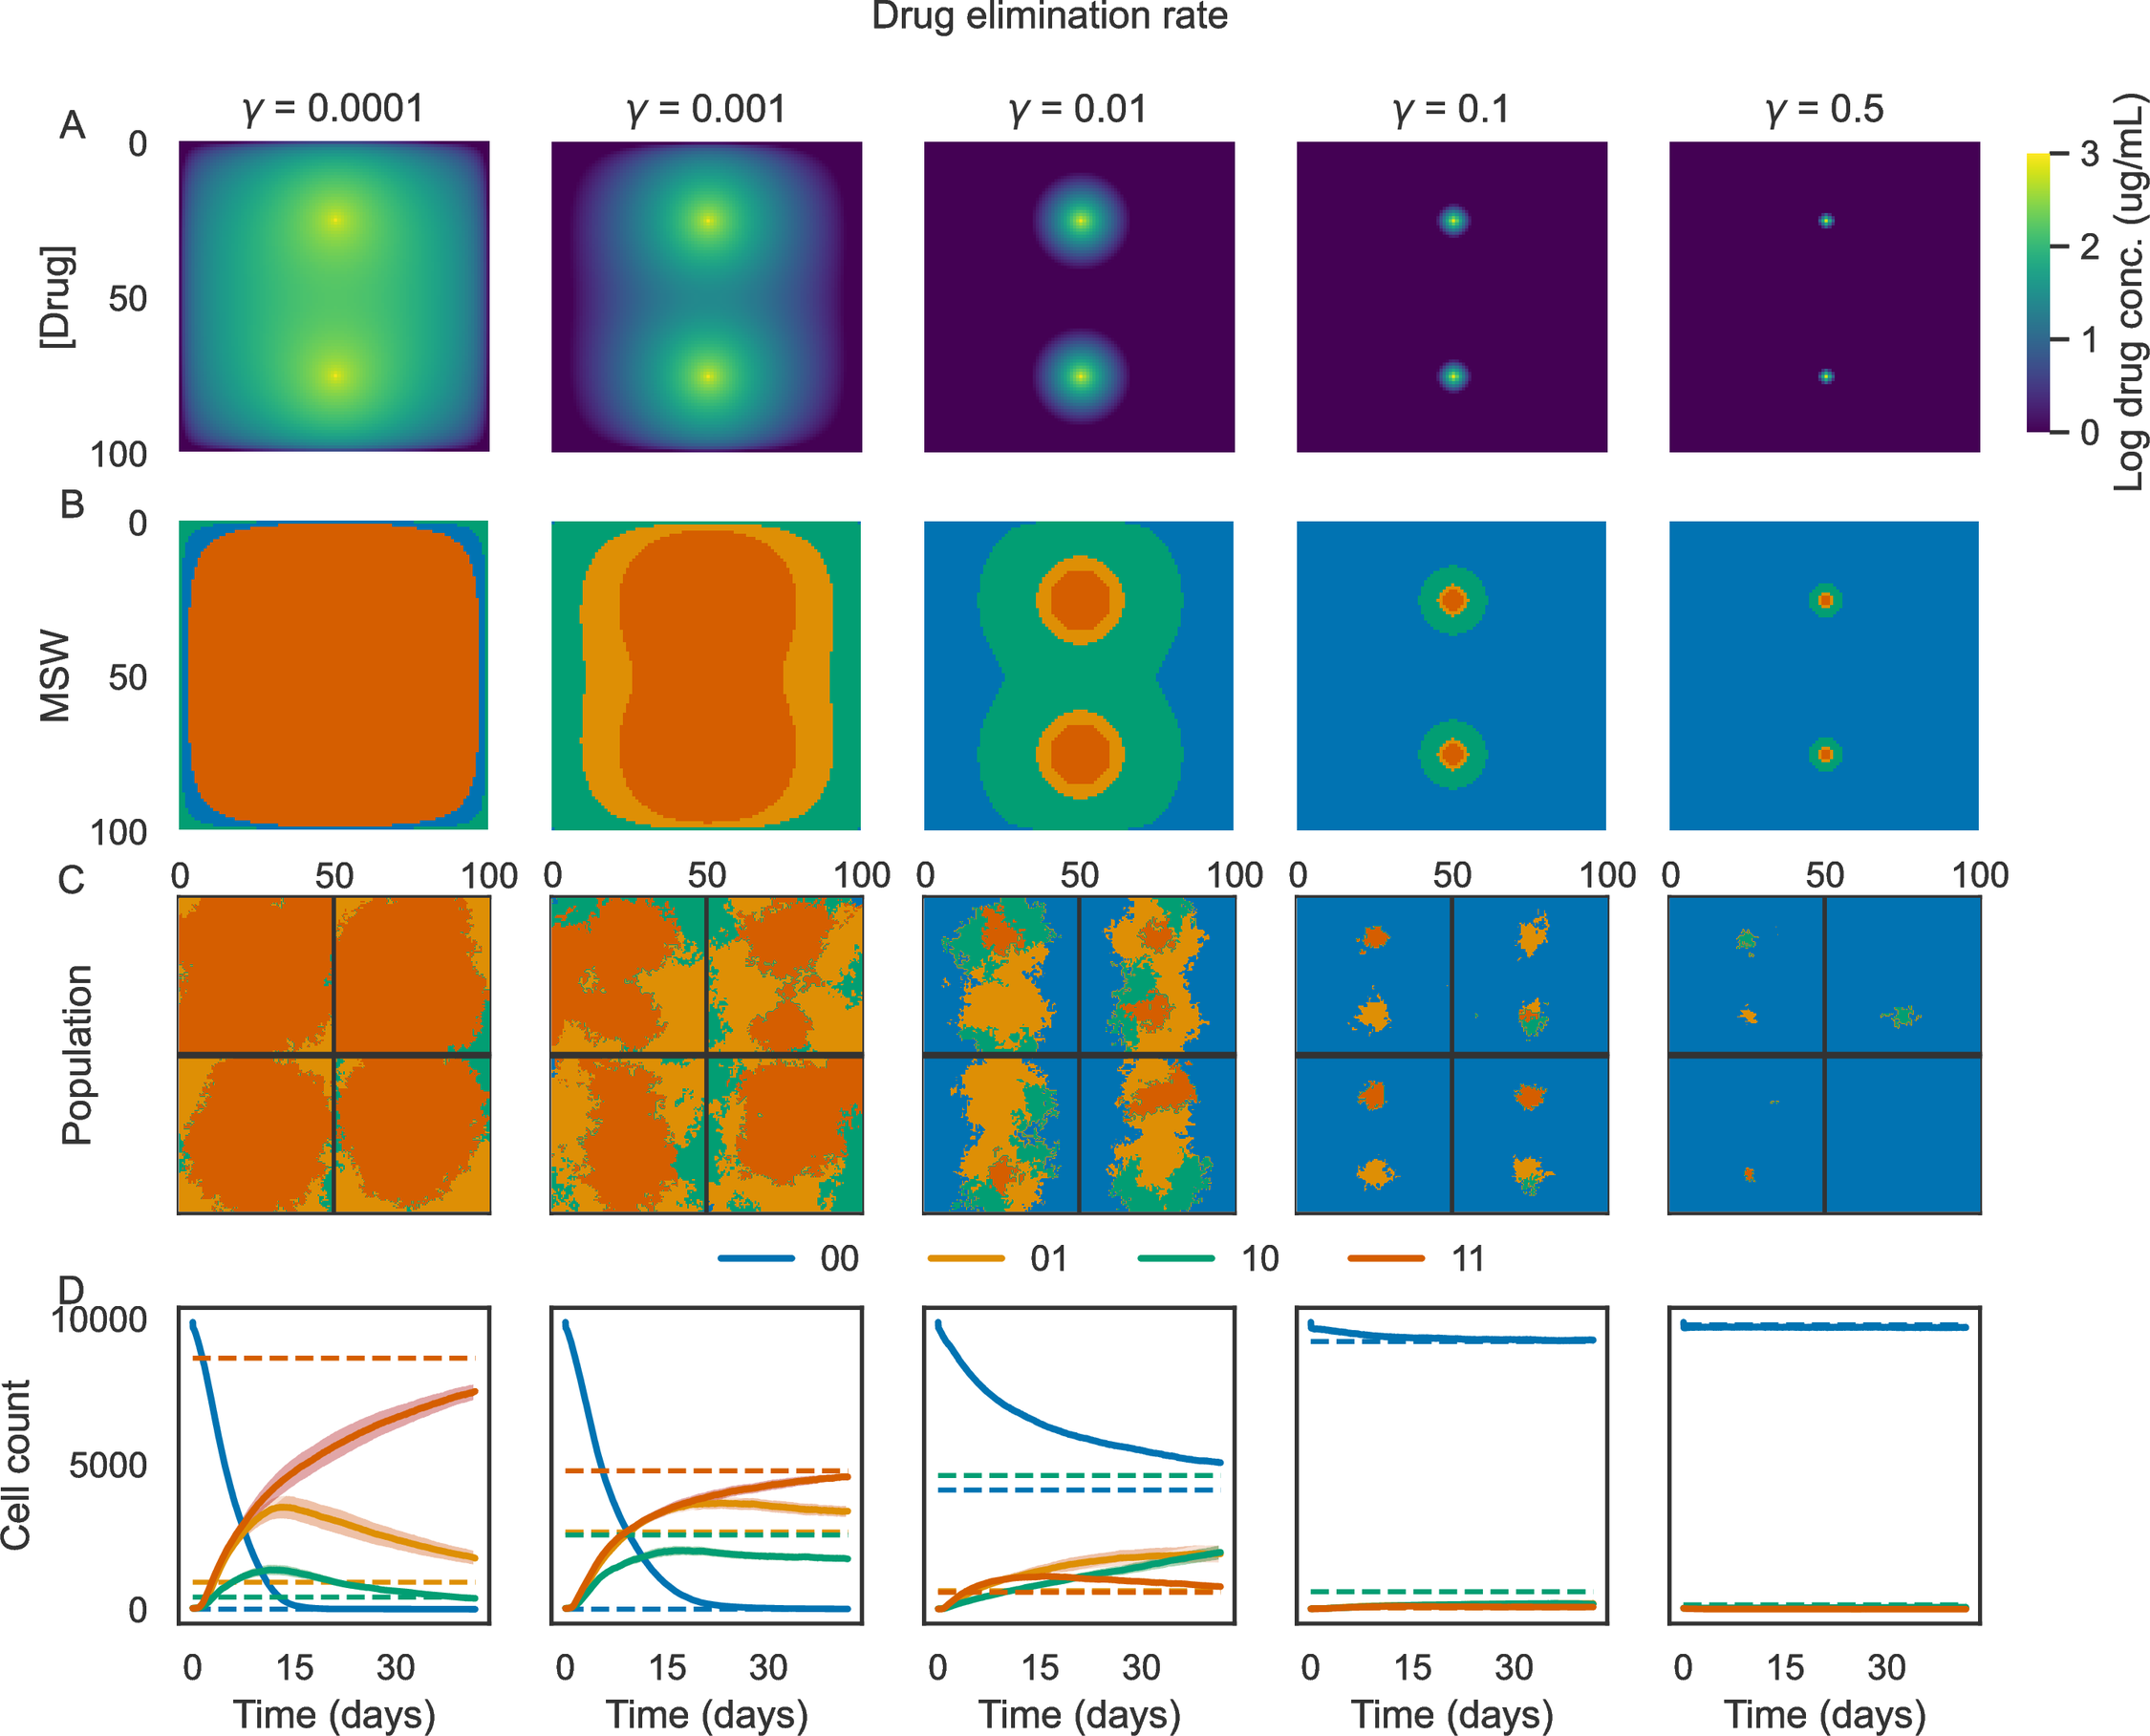 Drug elimination rate
γ = 0.0001 γ = 0.001 γ = 0.01 γ = 0.1 γ = 0.5
A
0
50
100
[Drug]
3
2
1
0
Log drug conc. (ug/mL)
B
0
50
100
MSW
C
0 50 100 0 50 100 0 50 100 0 50 100 0 50 100
Population
00 01 10 11
D
10000
5000
0
Cell count
0 15 30 0 15 30 0 15 30 0 15 30 0 15 30
Time (days) Time (days) Time (days) Time (days) Time (days)